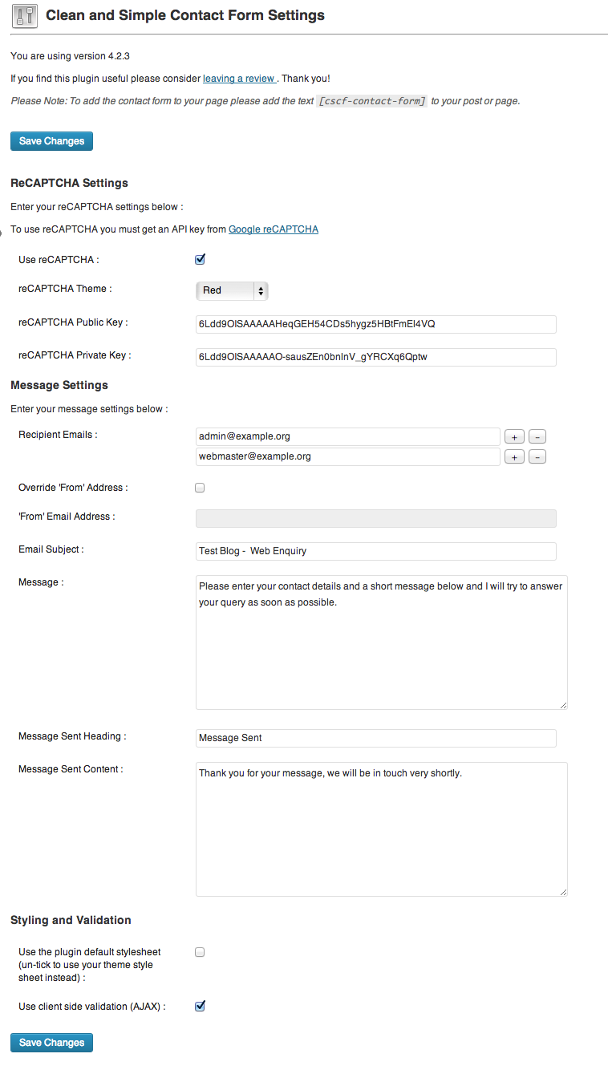 Clean and Simple Contact Form Settings
You are using version 4.2.3
If you find this plugin useful please consider leaving a review . Thank you!
Please Note: To add the contact form to your page please add the text [cscf-contact-form] to your post or page.
Save Changes
ReCAPTCHA Settings
Enter your reCAPTCHA settings below :
To use reCAPTCHA you must get an API key from Google reCAPTCHA
Use reCAPTCHA :
reCAPTCHA Theme : Red
reCAPTCHA Public Key : 6Ldd9OISAAAAAHeqGEH54CDs5hygz5HBtFmEI4VQ
reCAPTCHA Private Key : 6Ldd9OISAAAAAO-sausZEn0bnInV_gYRCXq6Qptw
Message Settings
Enter your message settings below :
Recipient Emails : admin@example.org + -
webmaster@example.org + -
Override 'From' Address :
'From' Email Address :
Email Subject : Test Blog - Web Enquiry
Message : Please enter your contact details and a short message below and I will try to answer
your query as soon as possible.
Message Sent Heading : Message Sent
Message Sent Content : Thank you for your message, we will be in touch very shortly.
Styling and Validation
Use the plugin default stylesheet
(un-tick to use your theme style
sheet instead) :
Use client side validation (AJAX) :
Save Changes